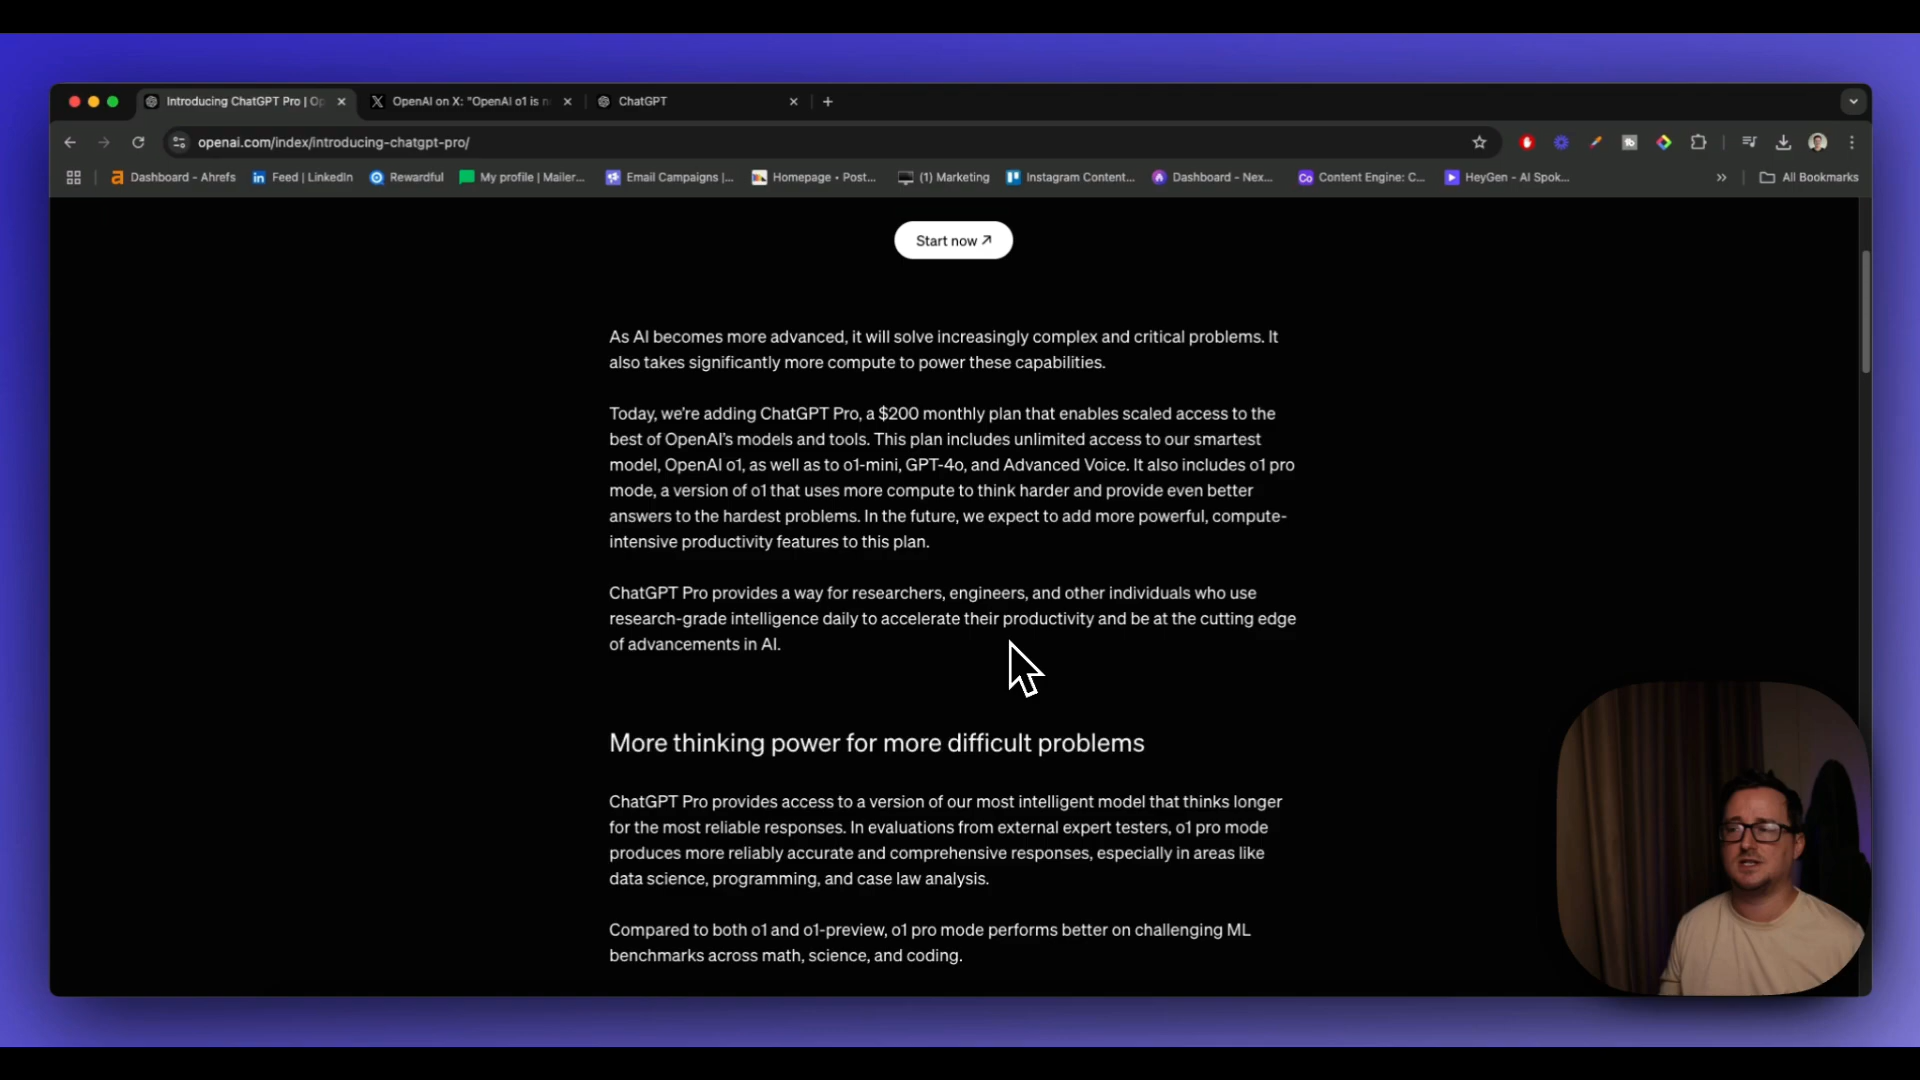 Introducing ChatGPT Pro | Op
OpenAI on X: "OpenAI o1 is n
ChatGPT
openai.com/index/introducing-chatgpt-pro/
Dashboard - Ahrefs
Feed | LinkedIn
Rewardful
My profile | Mailer...
Email Campaigns |...
Homepage • Post...
(1) Marketing
Instagram Content...
Dashboard - Nex...
Content Engine: C...
HeyGen - AI Spok...
All Bookmarks
Start now
As AI becomes more advanced, it will solve increasingly complex and critical problems. It
also takes significantly more compute to power these capabilities.
Today, we're adding ChatGPT Pro, a $200 monthly plan that enables scaled access to the
best of OpenAI's models and tools. This plan includes unlimited access to our smartest
model, OpenAI o1, as well as to o1-mini, GPT-4o, and Advanced Voice. It also includes o1 pro
mode, a version of o1 that uses more compute to think harder and provide even better
answers to the hardest problems. In the future, we expect to add more powerful, compute-
intensive productivity features to this plan.
ChatGPT Pro provides a way for researchers, engineers, and other individuals who use
research-grade intelligence daily to accelerate their productivity and be at the cutting edge
of advancements in AI.
More thinking power for more difficult problems
ChatGPT Pro provides access to a version of our most intelligent model that thinks longer
for the most reliable responses. In evaluations from external expert testers, o1 pro mode
produces more reliably accurate and comprehensive responses, especially in areas like
data science, programming, and case law analysis.
Compared to both o1 and o1-preview, o1 pro mode performs better on challenging ML
benchmarks across math, science, and coding.